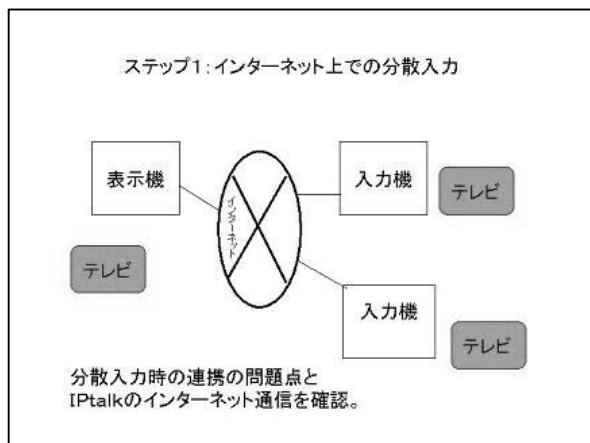 ステップ1:インターネット上での分散入力
表示機
インターネット
入力機
テレビ
テレビ
入力機
テレビ
分散入力時の連携の問題点と
IPtalkのインターネット通信を確認。